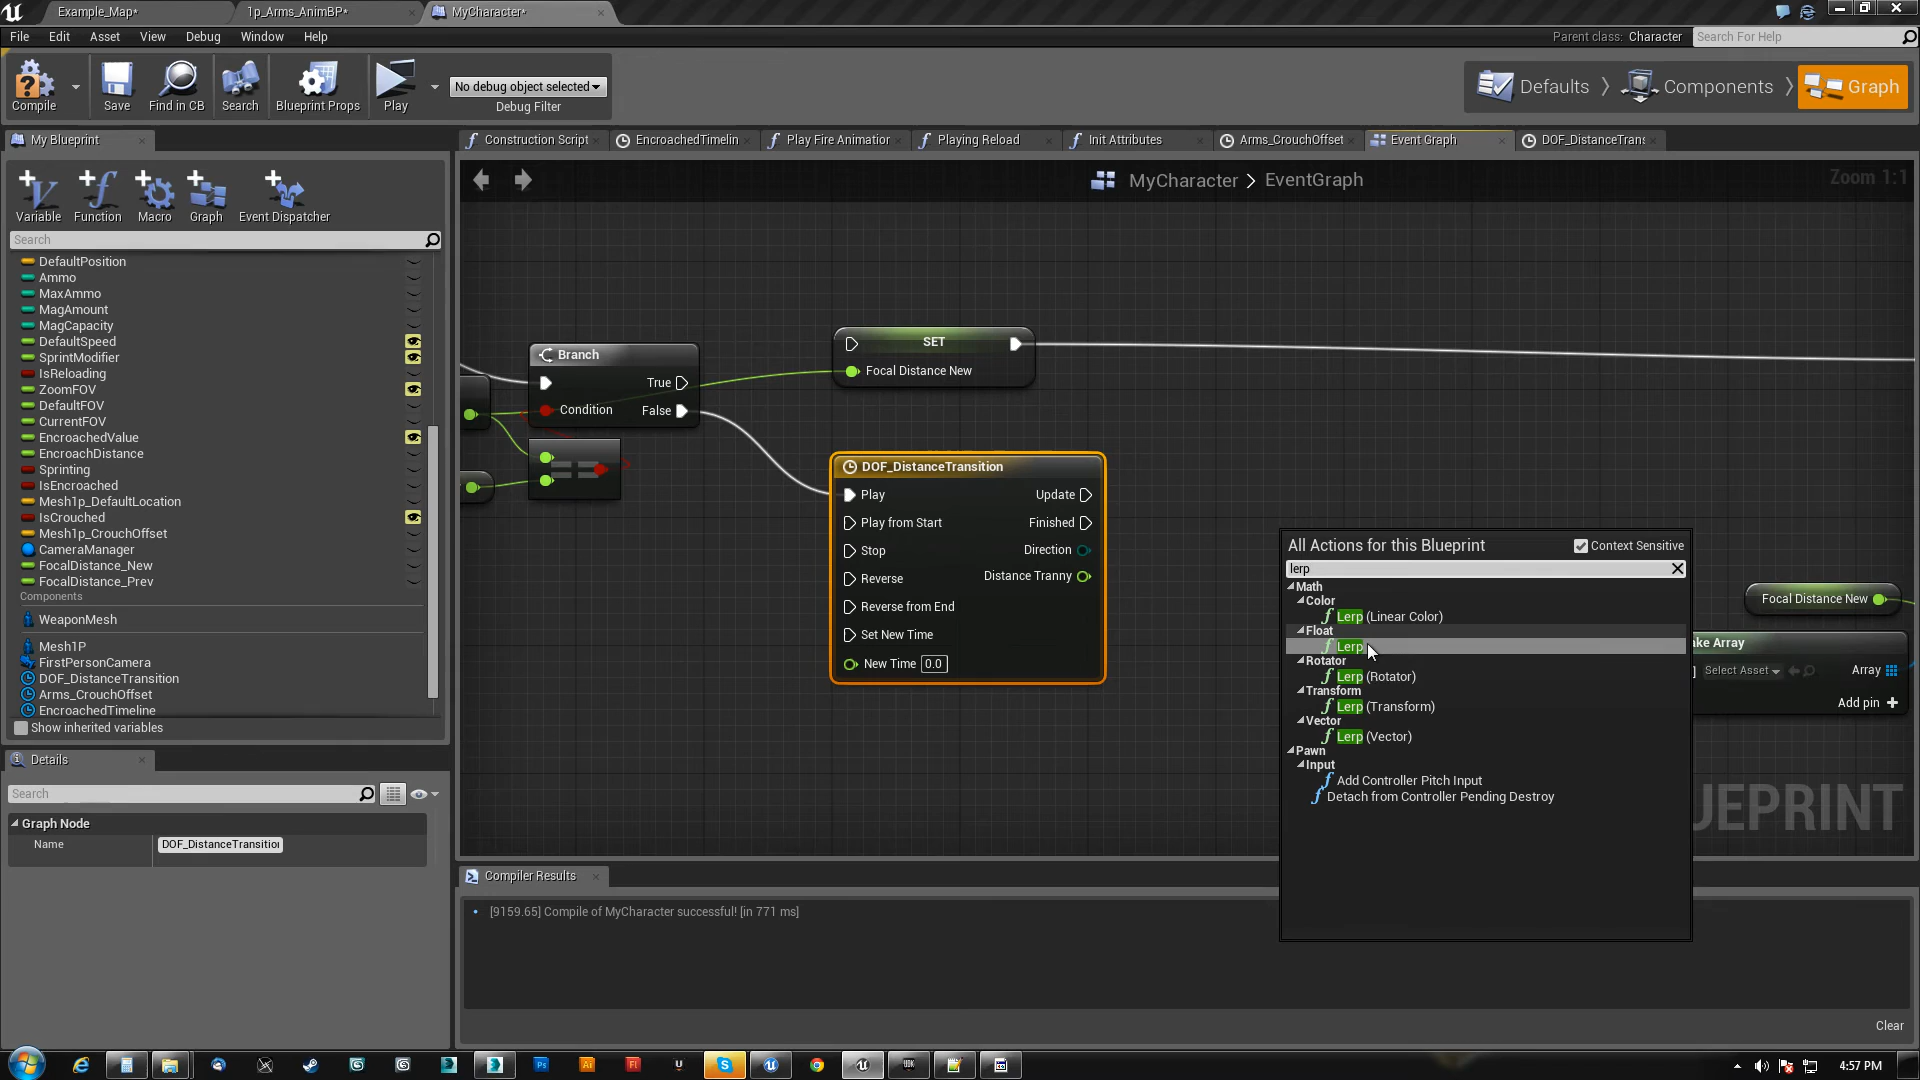 Example_Map*
1p_Arms_AnimBP*
MyCharacter*
File Edit Asset View Debug Window Help
Parent class: Character
Search For Help
Compile
Save
Find in CB
Search
Blueprint Props
Play
No debug object selected
Debug Filter
Defaults
Components
Graph
My Blueprint
Construction Script
EncroachedTimelin
Play Fire Animation
Playing Reload
Init Attributes
Arms_CrouchOffset
Event Graph
DOF_DistanceTrans
Variable
Function
Macro
Graph
Event Dispatcher
MyCharacter > EventGraph
Zoom 1:1
Search
DefaultPosition
Ammo
MaxAmmo
MagAmount
MagCapacity
DefaultSpeed
SprintModifier
IsReloading
ZoomFOV
DefaultFOV
CurrentFOV
EncroachedValue
EncroachDistance
Sprinting
IsEncroached
Mesh1p_DefaultLocation
IsCrouched
Mesh1p_CrouchOffset
CameraManager
FocalDistance_New
FocalDistance_Prev
Components
WeaponMesh
Mesh1P
FirstPersonCamera
DOF_DistanceTransition
Arms_CrouchOffset
EncroachedTimeline
Show inherited variables
Details
Search
Graph Node
Name
DOF_DistanceTransition
Branch
True
Condition
False
SET
Focal Distance New
DOF_DistanceTransition
Play
Update
Play from Start
Finished
Stop
Direction
Reverse
Distance Tranny
Reverse from End
Set New Time
New Time 0.0
All Actions for this Blueprint
Context Sensitive
lerp
Math
Color
Lerp (Linear Color)
Float
Lerp
Rotator
Lerp (Rotator)
Transform
Lerp (Transform)
Vector
Lerp (Vector)
Pawn
Input
Add Controller Pitch Input
Detach from Controller Pending Destroy
Focal Distance New
ake Array
Select Asset
Array
Add pin
UEPRINT
Compiler Results
[9159.65] Compile of MyCharacter successful! [in 771 ms]
Clear
4:57 PM